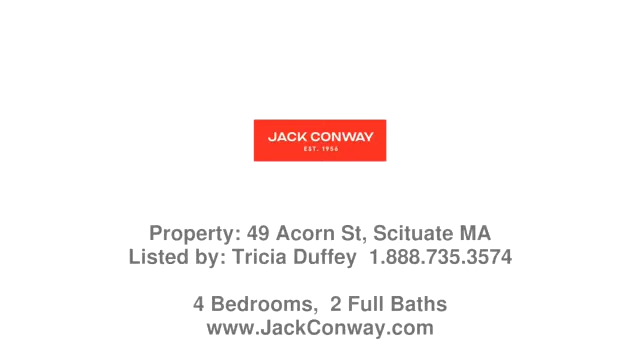 JACK CONWAY
EST. 1956
Property: 49 Acorn St, Scituate MA
Listed by: Tricia Duffey  1.888.735.3574
4 Bedrooms,  2 Full Baths
www.JackConway.com